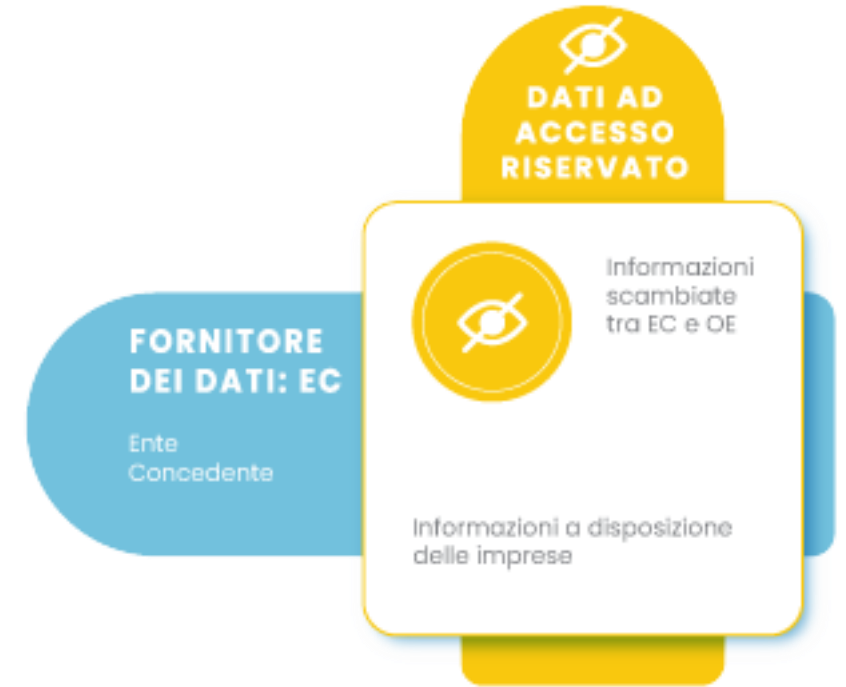 DATI AD
ACCESSO
RISERVATO
Informazioni
scambiate
tra EC e OE
FORNITORE
DEI DATI: EC
Ente
Concedente
Informazioni a disposizione
delle imprese